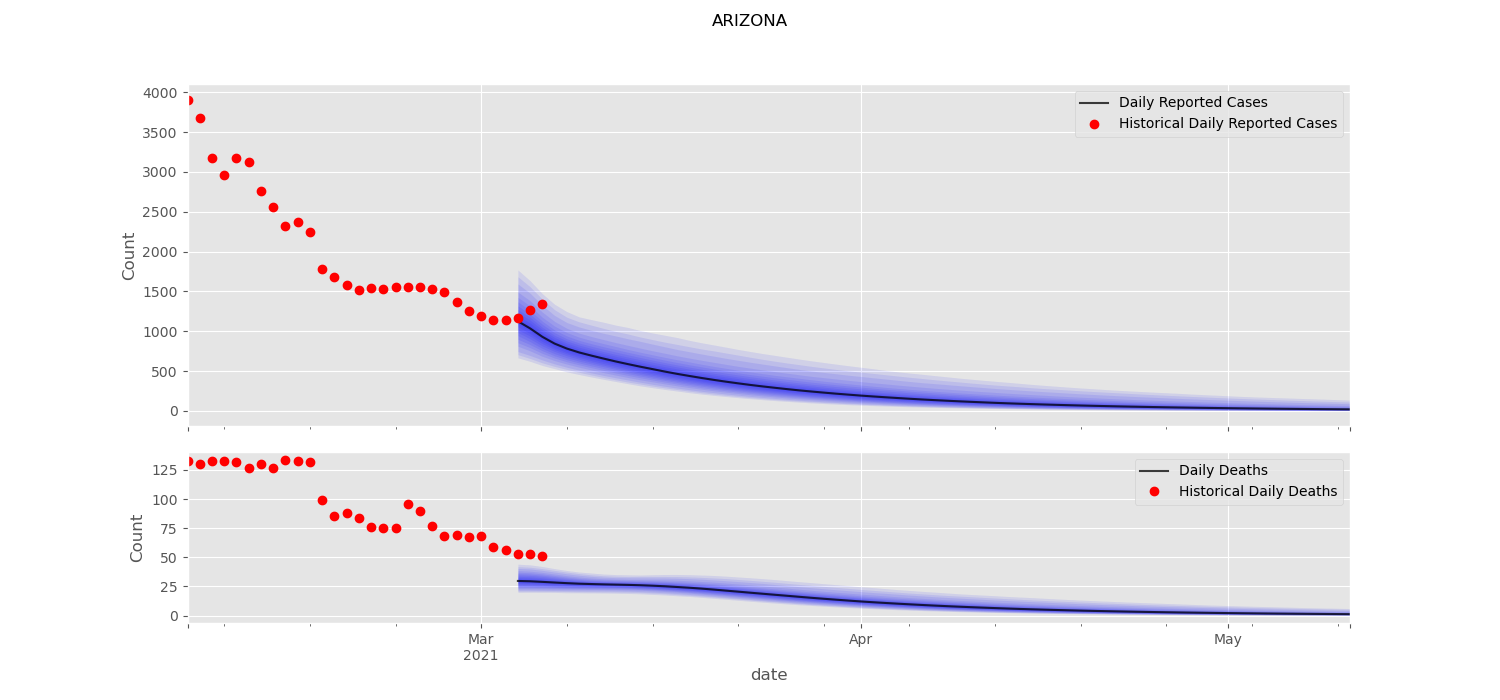 ARIZONA
4000
3500
3000
2500
2000
1500
1000
500
0
Count
Daily Reported Cases
Historical Daily Reported Cases
125
100
75
50
25
0
Count
Daily Deaths
Historical Daily Deaths
Mar
2021
Apr
May
date